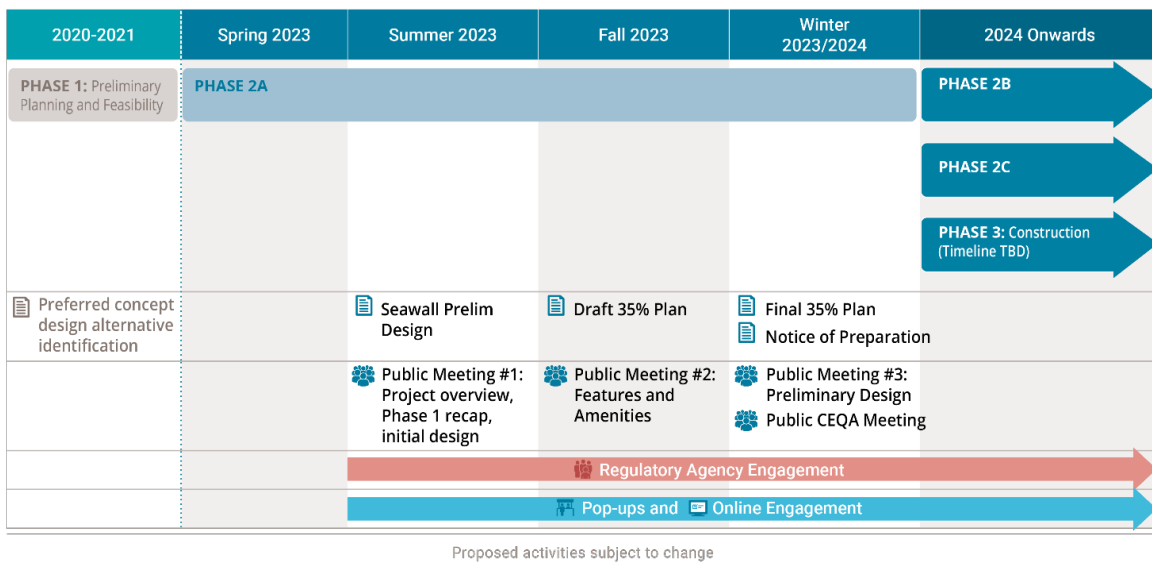 2020-2021
Spring 2023
Summer 2023
Fall 2023
Winter
2023/2024
2024 Onwards
PHASE 1: Preliminary
Planning and Feasibility
PHASE 2A
PHASE 2B
PHASE 2C
PHASE 3: Construction
(Timeline TBD)
Preferred concept
design alternative
identification
Seawall Prelim
Design
Draft 35% Plan
Final 35% Plan
Notice of Preparation
Public Meeting #1:
Project overview,
Phase 1 recap,
initial design
Public Meeting #2:
Features and
Amenities
Public Meeting #3:
Preliminary Design
Public CEQA Meeting
Regulatory Agency Engagement
Pop-ups and Online Engagement
Proposed activities subject to change